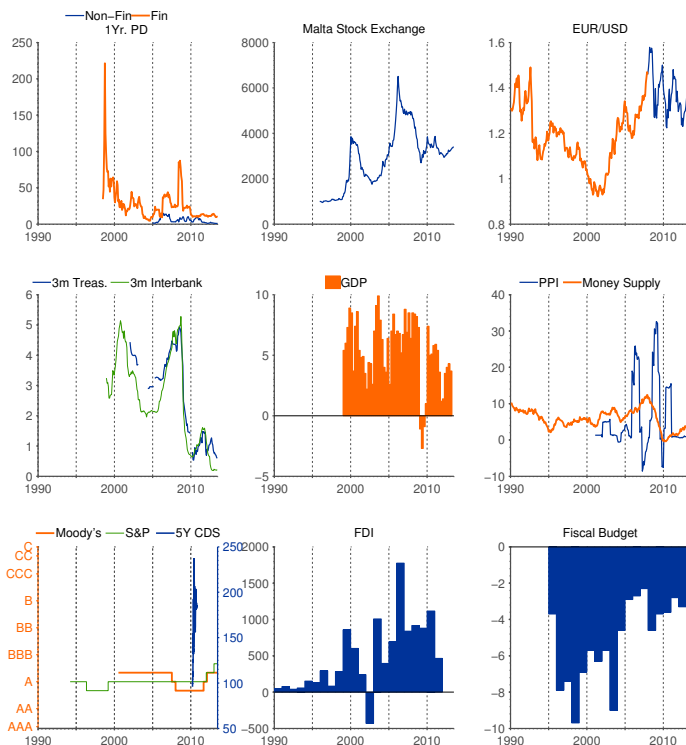 Non−Fin Fin
1Yr. PD
250
200
150
100
50
0
1990 2000 2010
Malta Stock Exchange
8000
6000
4000
2000
0
1990 2000 2010
EUR/USD
1.6
1.4
1.2
1
0.8
1990 2000 2010
3m Treas. 3m Interbank
6
5
4
3
2
1
0
1990 2000 2010
GDP
10
5
0
−5
1990 2000 2010
PPI Money Supply
40
30
20
10
0
−10
1990 2000 2010
Moody's S&P 5Y CDS
C
CC
CCC
B
BB
BBB
A
AA
AAA
250
200
150
100
50
1990 2000 2010
FDI
2000
1500
1000
500
0
−500
1990 2000 2010
Fiscal Budget
0
−2
−4
−6
−8
−10
1990 2000 2010